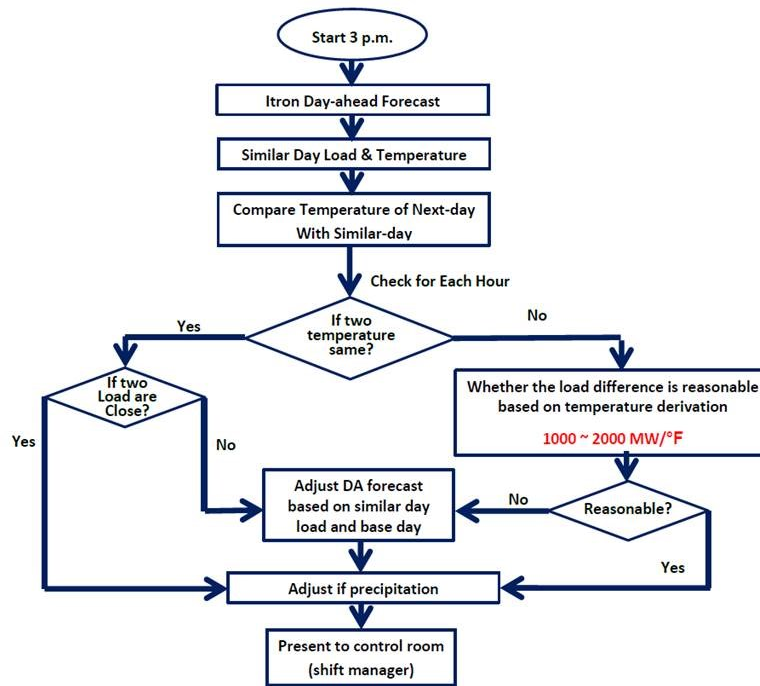 Start 3 p.m.
Itron Day-ahead Forecast
Similar Day Load & Temperature
Compare Temperature of Next-day
With Similar-day
Check for Each Hour
If two
temperature
same?
Yes
No
If two
Load are
Close?
Whether the load difference is reasonable
based on temperature derivation
1000 ~ 2000 MW/°F
Yes
No
Adjust DA forecast
based on similar day
load and base day
No
Reasonable?
Yes
Adjust if precipitation
Present to control room
(shift manager)